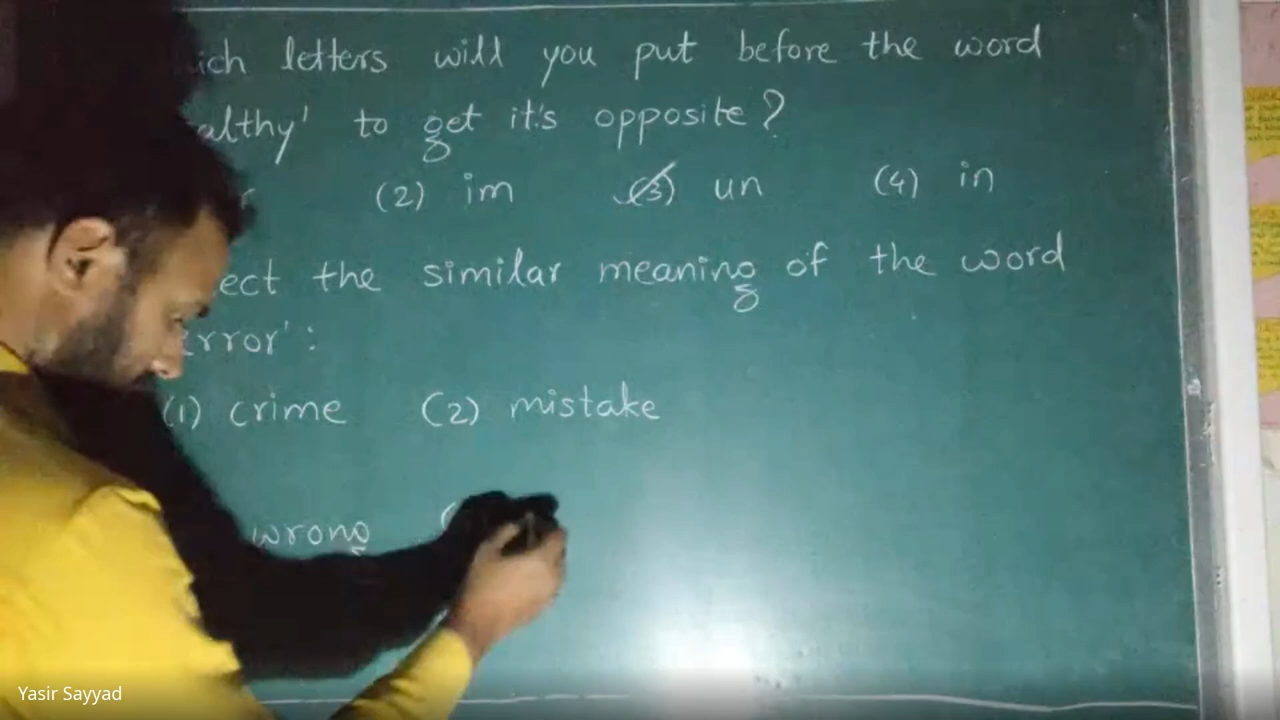 ich letters will you put before the word
althy' to get it's opposite?
r (2) im (3) un (4) in
ect the similar meaning of the word
error':
(1) crime (2) mistake
wrong (
Yasir Sayyad